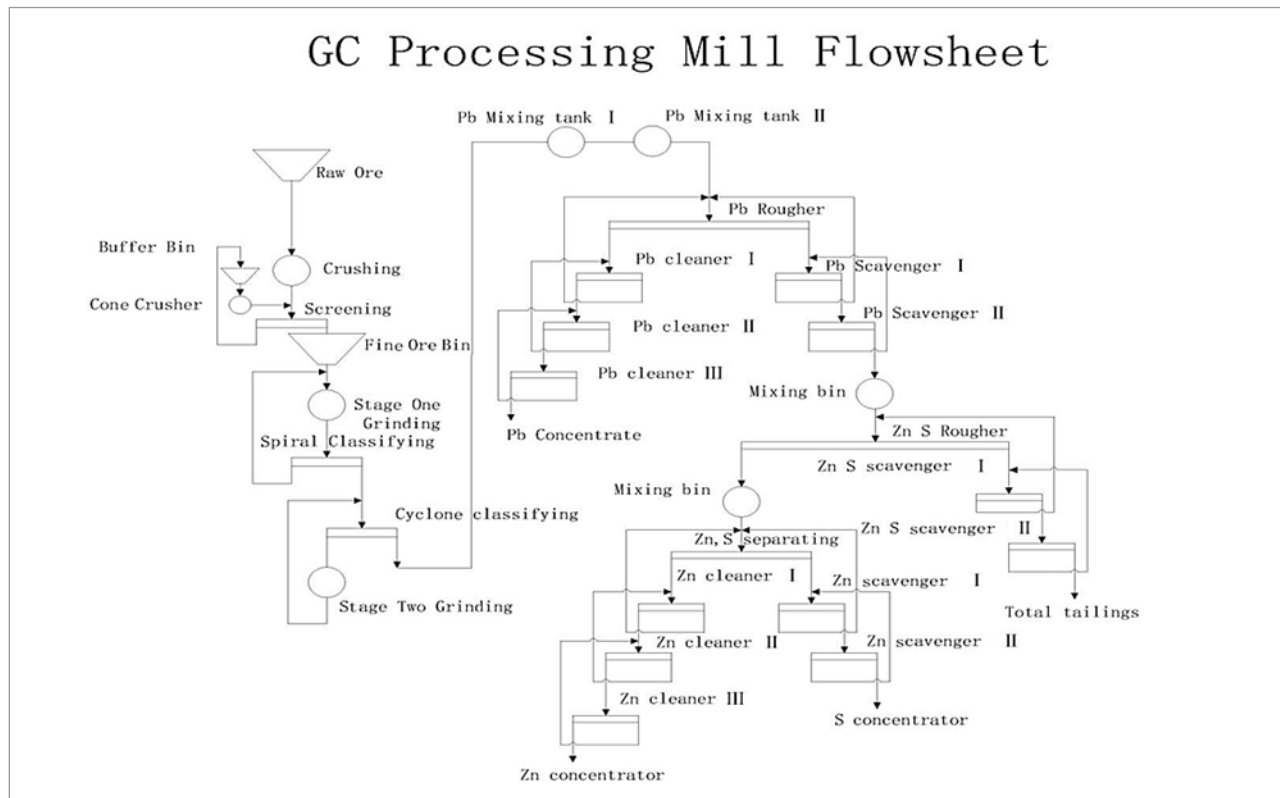 GC Processing Mill Flowsheet
Pb Mixing tank Ⅰ
Pb Mixing tank Ⅱ
Raw Ore
Buffer Bin
Crushing
Cone Crusher
Screening
Fine Ore Bin
Stage One
Grinding
Spiral Classifying
Cyclone classifying
Stage Two Grinding
Pb Rougher
Pb cleaner Ⅰ
Pb Scavenger Ⅰ
Pb cleaner Ⅱ
Pb Scavenger Ⅱ
Pb cleaner Ⅲ
Pb Concentrate
Mixing bin
Zn S Rougher
Zn S scavenger Ⅰ
Mixing bin
Zn S scavenger Ⅱ
Zn,S separating
Zn cleaner Ⅰ
Zn scavenger Ⅰ
Total tailings
Zn cleaner Ⅱ
Zn scavenger Ⅱ
Zn cleaner Ⅲ
S concentrator
Zn concentrator